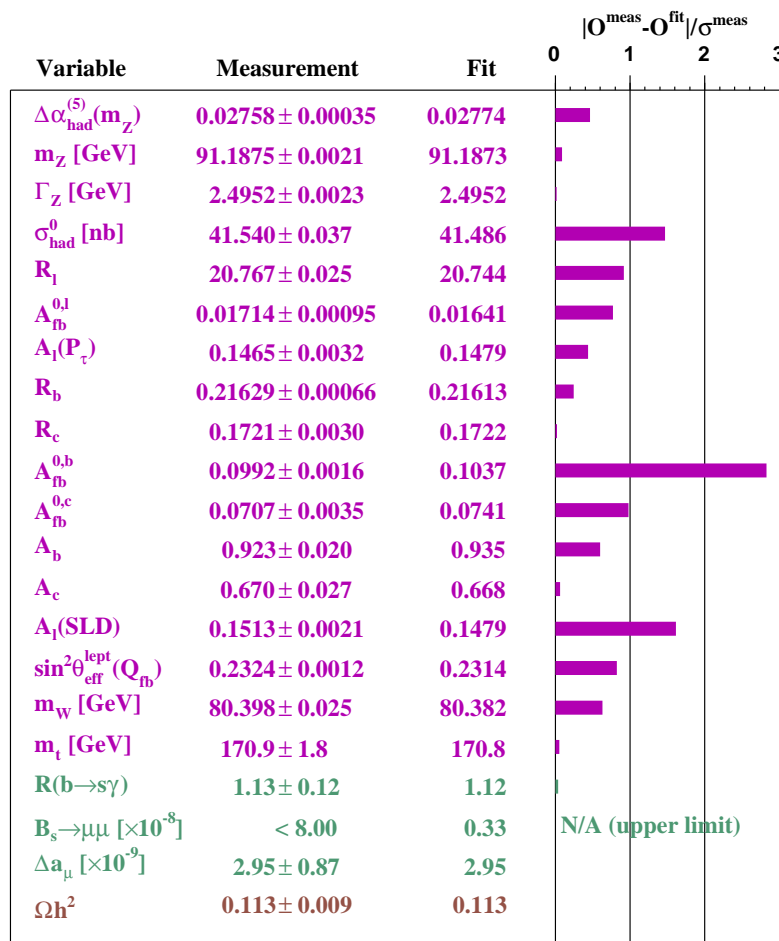 |O^meas-O^fit|/σ^meas
Variable Measurement Fit 0 1 2 3
Δα_had^(5)(m_Z) 0.02758 ± 0.00035 0.02774
m_Z [GeV] 91.1875 ± 0.0021 91.1873
Γ_Z [GeV] 2.4952 ± 0.0023 2.4952
σ_had^0 [nb] 41.540 ± 0.037 41.486
R_l 20.767 ± 0.025 20.744
A_fb^0,l 0.01714 ± 0.00095 0.01641
A_l(P_τ) 0.1465 ± 0.0032 0.1479
R_b 0.21629 ± 0.00066 0.21613
R_c 0.1721 ± 0.0030 0.1722
A_fb^0,b 0.0992 ± 0.0016 0.1037
A_fb^0,c 0.0707 ± 0.0035 0.0741
A_b 0.923 ± 0.020 0.935
A_c 0.670 ± 0.027 0.668
A_l(SLD) 0.1513 ± 0.0021 0.1479
sin²θ_eff^lept(Q_fb) 0.2324 ± 0.0012 0.2314
m_W [GeV] 80.398 ± 0.025 80.382
m_t [GeV] 170.9 ± 1.8 170.8
R(b→sγ) 1.13 ± 0.12 1.12
B_s→μμ [×10^-8] < 8.00 0.33 N/A (upper limit)
Δa_μ [×10^-9] 2.95 ± 0.87 2.95
Ωh² 0.113 ± 0.009 0.113